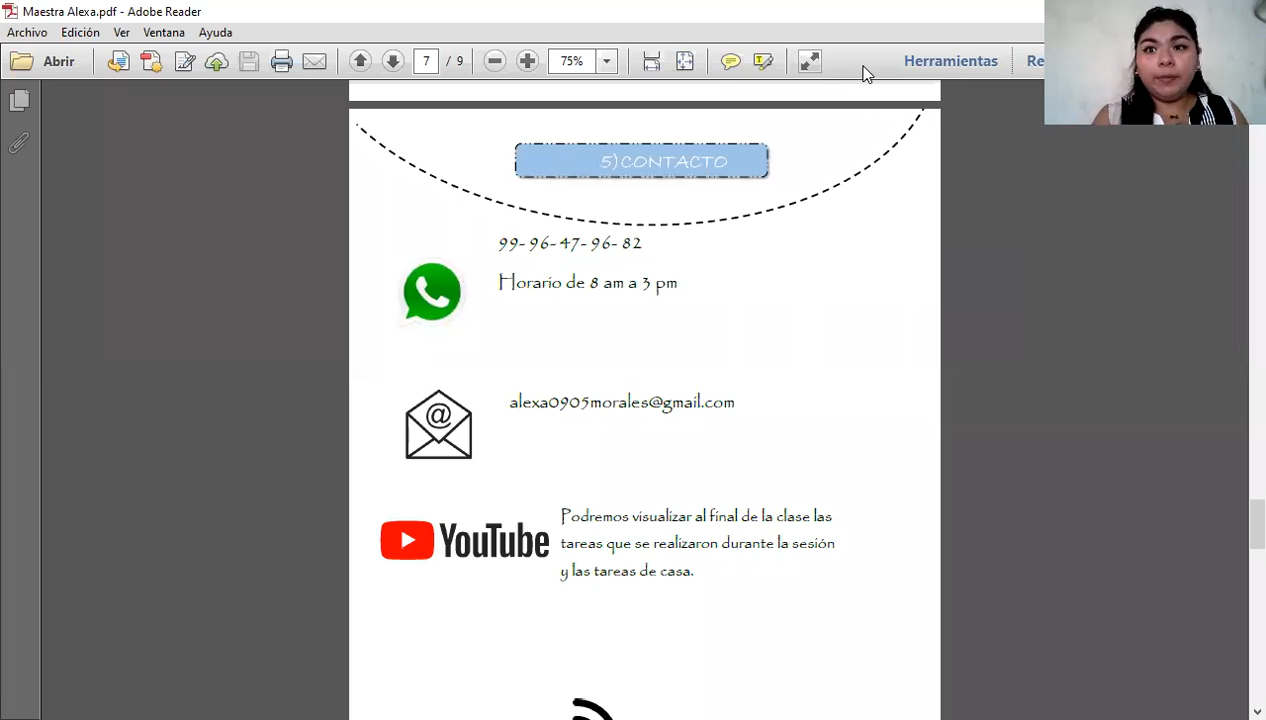 Maestra Alexa.pdf - Adobe Reader
Archivo Edición Ver Ventana Ayuda
Abrir 7 / 9 75% Herramientas Re
5)CONTACTO
99- 96- 47- 96- 82
Horario de 8 am a 3 pm
@
alexa0905morales@gmail.com
Podremos visualizar al final de la clase las
YouTube tareas que se realizaron durante la sesión
y las tareas de casa.